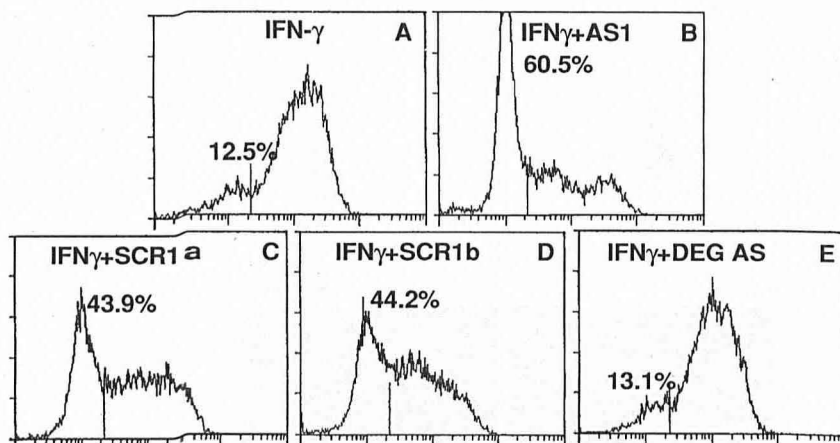 IFN-γ A
12.5%
IFNγ+AS1 B
60.5%
IFNγ+SCR1a C
43.9%
IFNγ+SCR1b D
44.2%
IFNγ+DEG AS E
13.1%